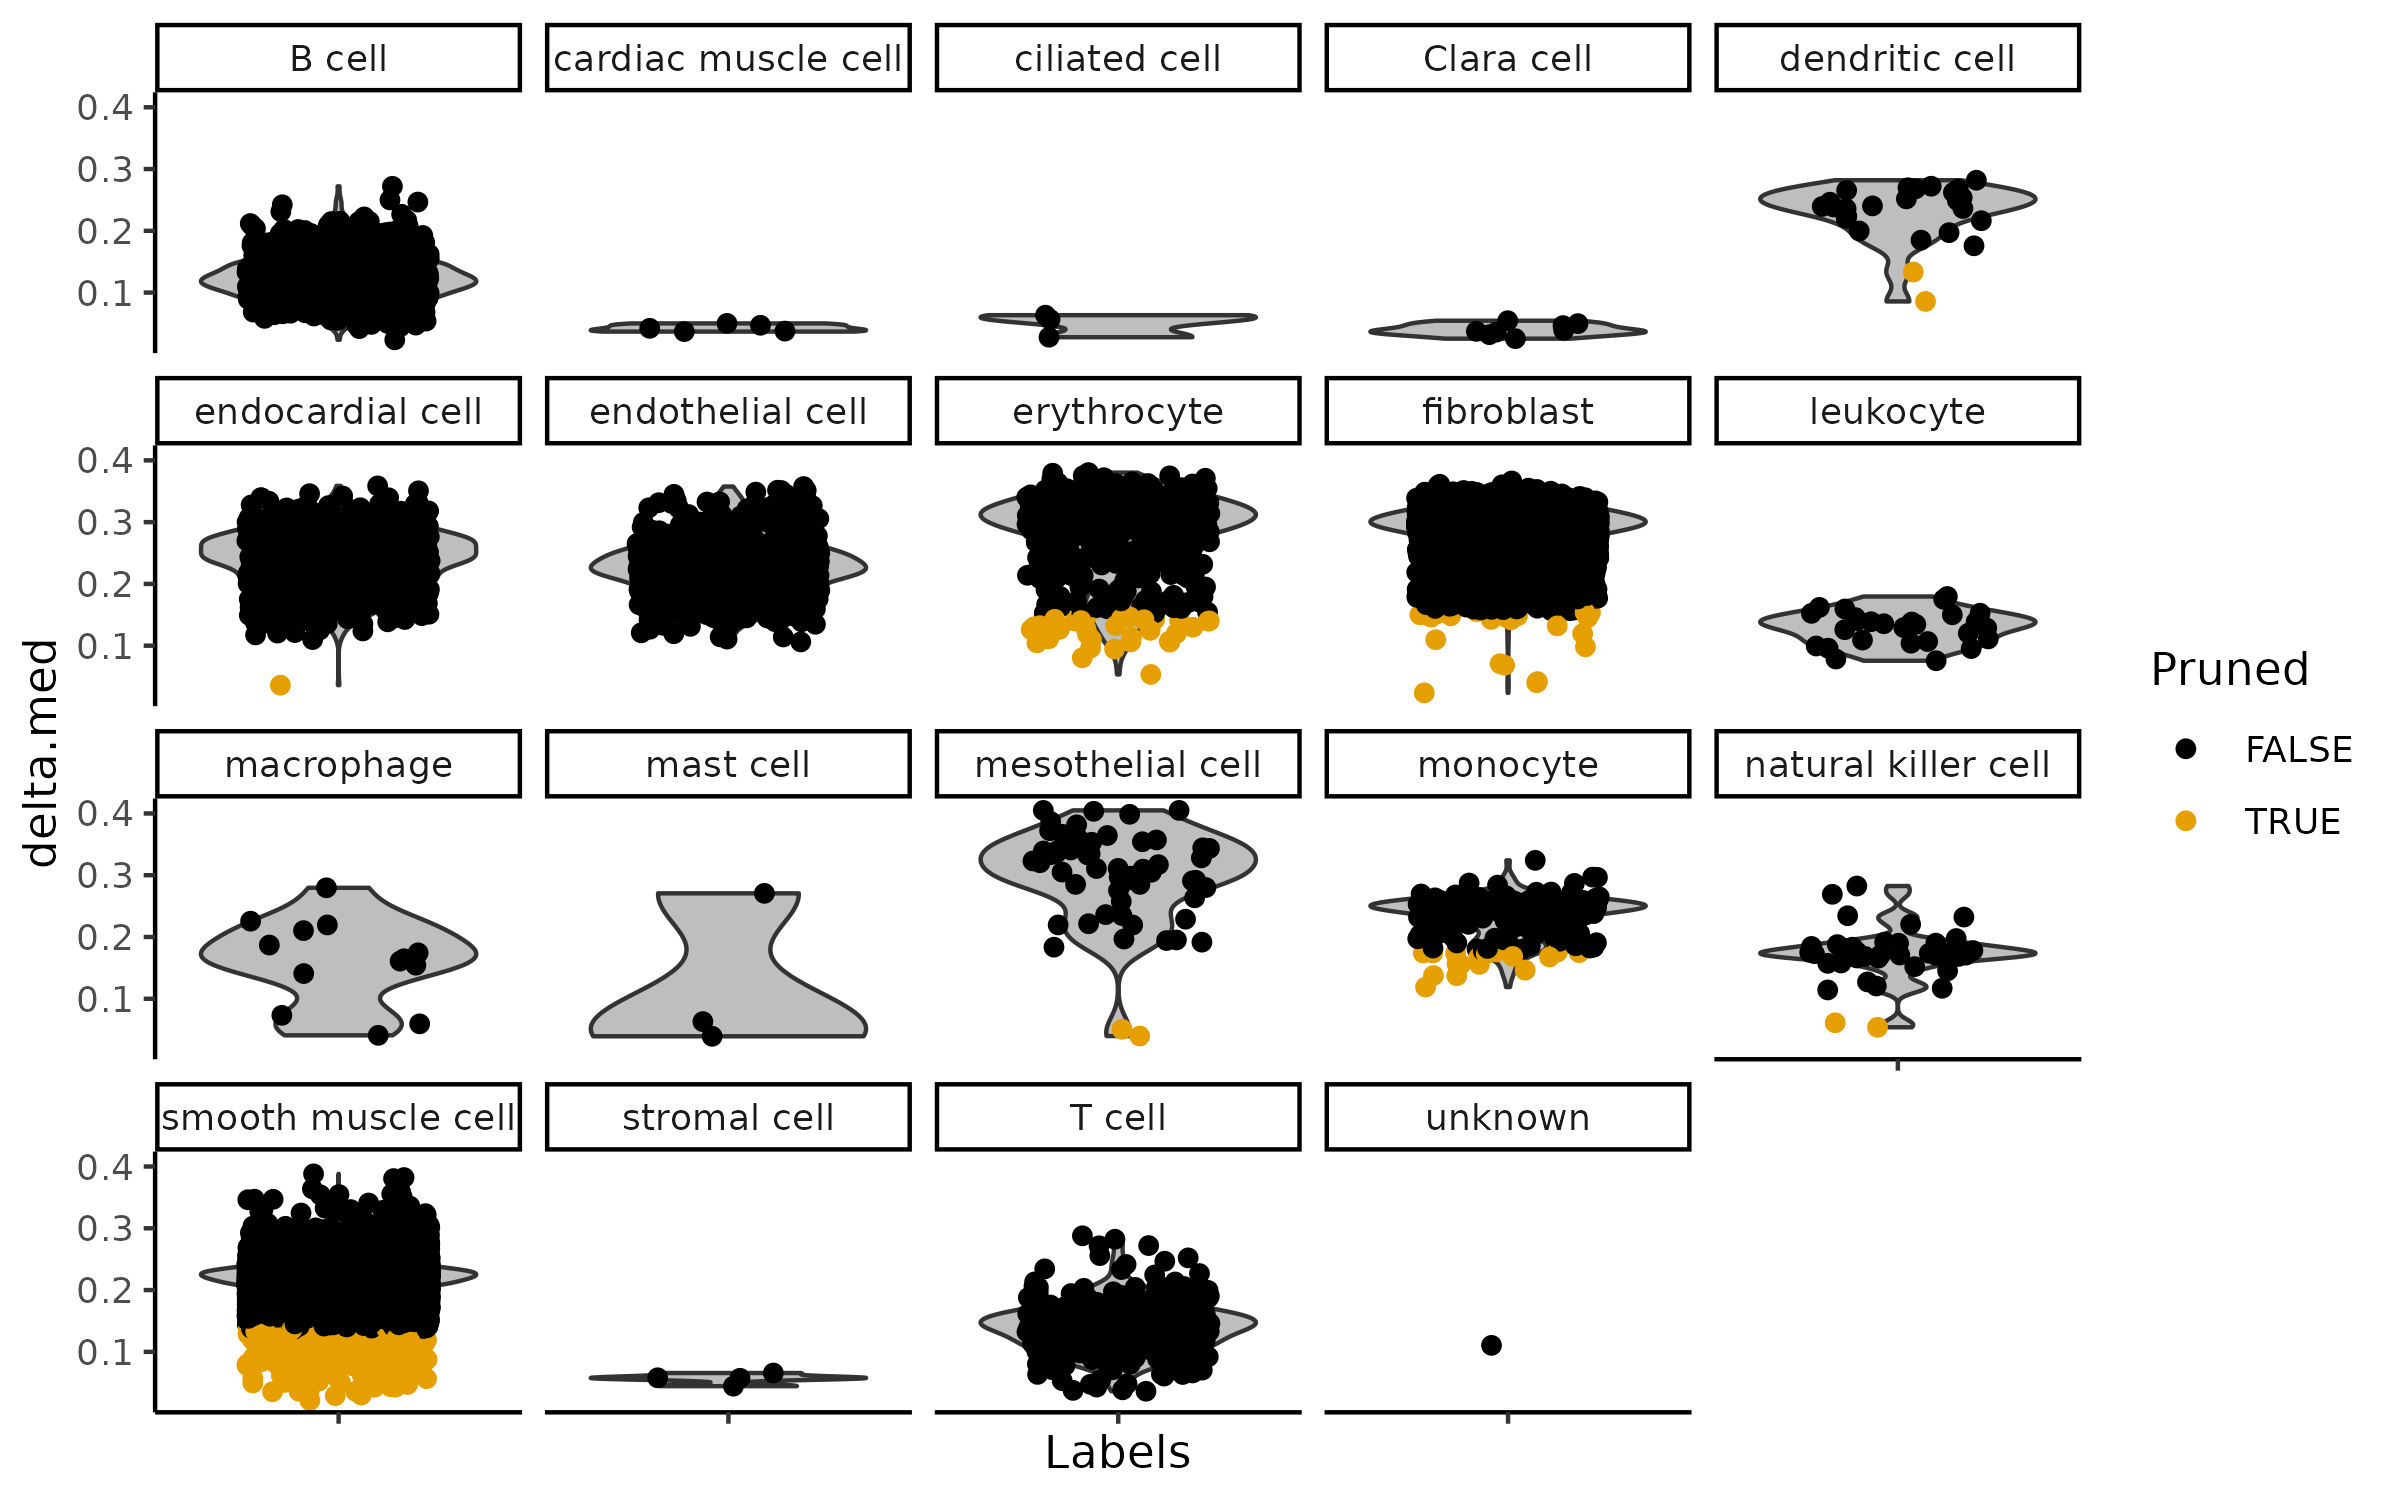 B cell
cardiac muscle cell
ciliated cell
Clara cell
dendritic cell
0.4
0.3
0.2
0.1
endocardial cell
endothelial cell
erythrocyte
fibroblast
leukocyte
0.4
0.3
0.2
0.1
macrophage
mast cell
mesothelial cell
monocyte
natural killer cell
0.4
0.3
0.2
0.1
smooth muscle cell
stromal cell
T cell
unknown
0.4
0.3
0.2
0.1
delta.med
Labels
Pruned
FALSE
TRUE